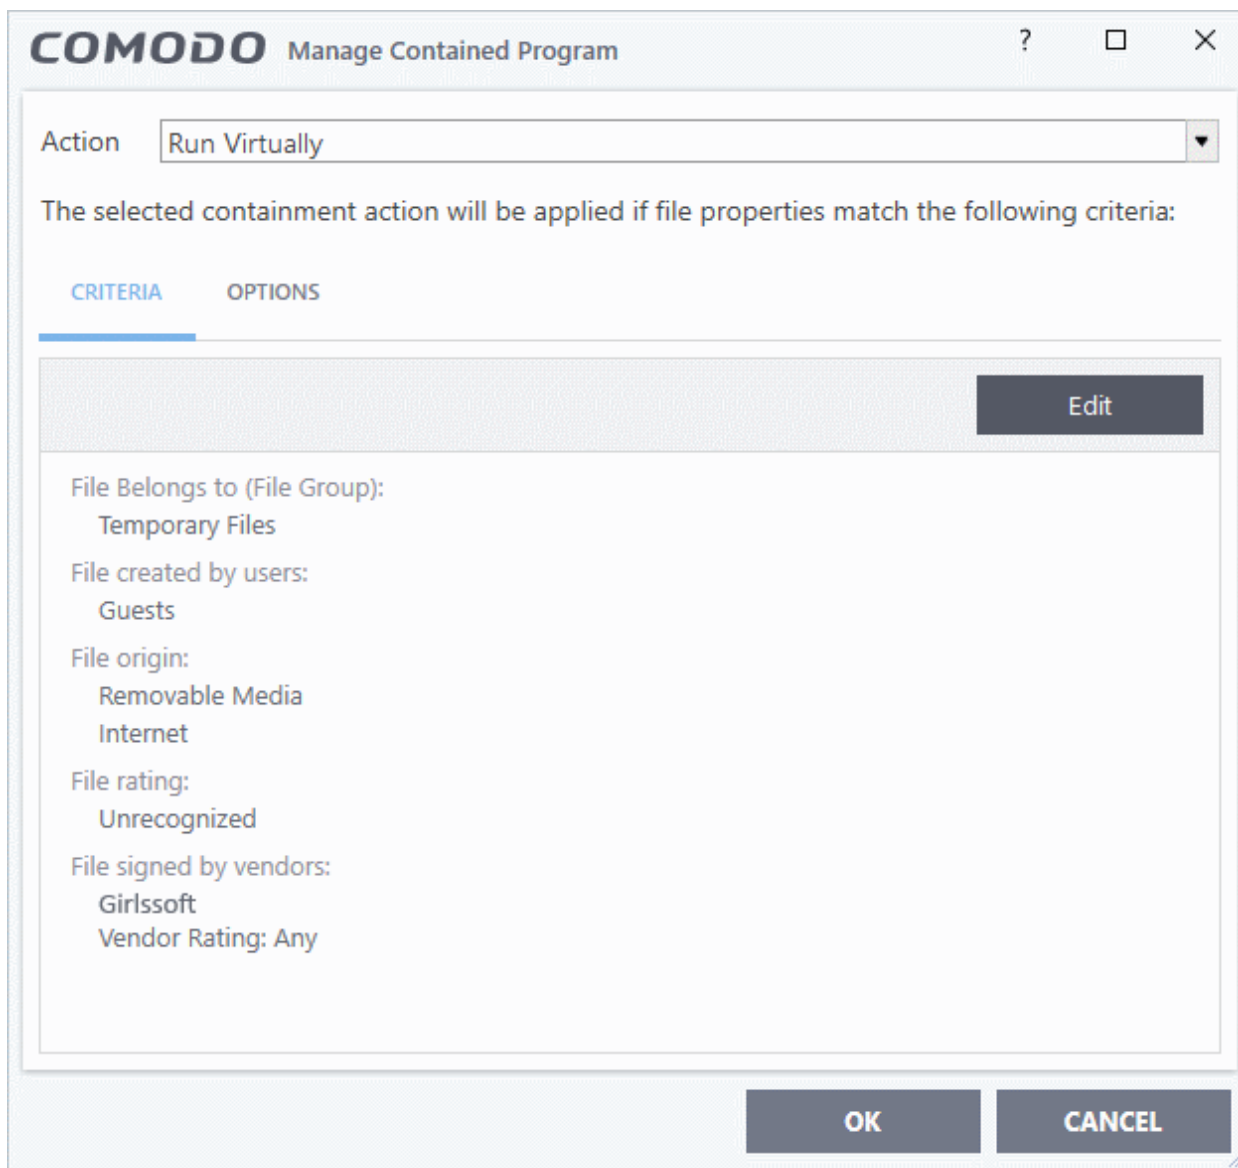 COMODO Manage Contained Program ?
Action Run Virtually
The selected containment action will be applied if file properties match the following criteria:
CRITERIA OPTIONS
Edit
File Belongs to (File Group):
Temporary Files
File created by users:
Guests
File origin:
Removable Media
Internet
File rating:
Unrecognized
File signed by vendors:
Girlssoft
Vendor Rating: Any
OK CANCEL